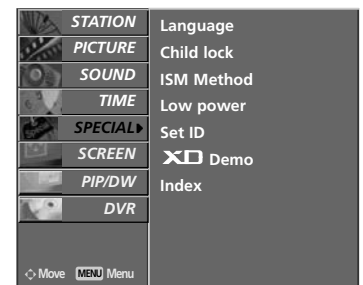 STATION
PICTURE
SOUND
TIME
SPECIAL
SCREEN
PIP/DW
DVR
Move MENU Menu
Language
Child lock
ISM Method
Low power
Set ID
XD Demo
Index